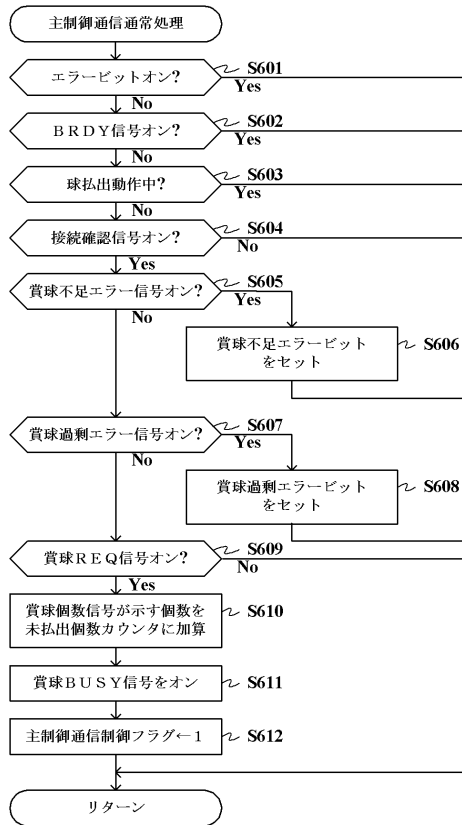 主制御通信通常処理
エラービットオン?
S601
Yes
No
ＢＲＤＹ信号オン?
S602
Yes
No
球払出動作中?
S603
Yes
No
接続確認信号オン?
S604
No
Yes
賞球不足エラー信号オン?
S605
Yes
No
賞球不足エラービット
をセット
S606
賞球過剰エラー信号オン?
S607
Yes
No
賞球過剰エラービット
をセット
S608
賞球ＲＥＱ信号オン?
S609
No
Yes
賞球個数信号が示す個数を
未払出個数カウンタに加算
S610
賞球ＢＵＳＹ信号をオン
S611
主制御通信制御フラグ←１
S612
リターン